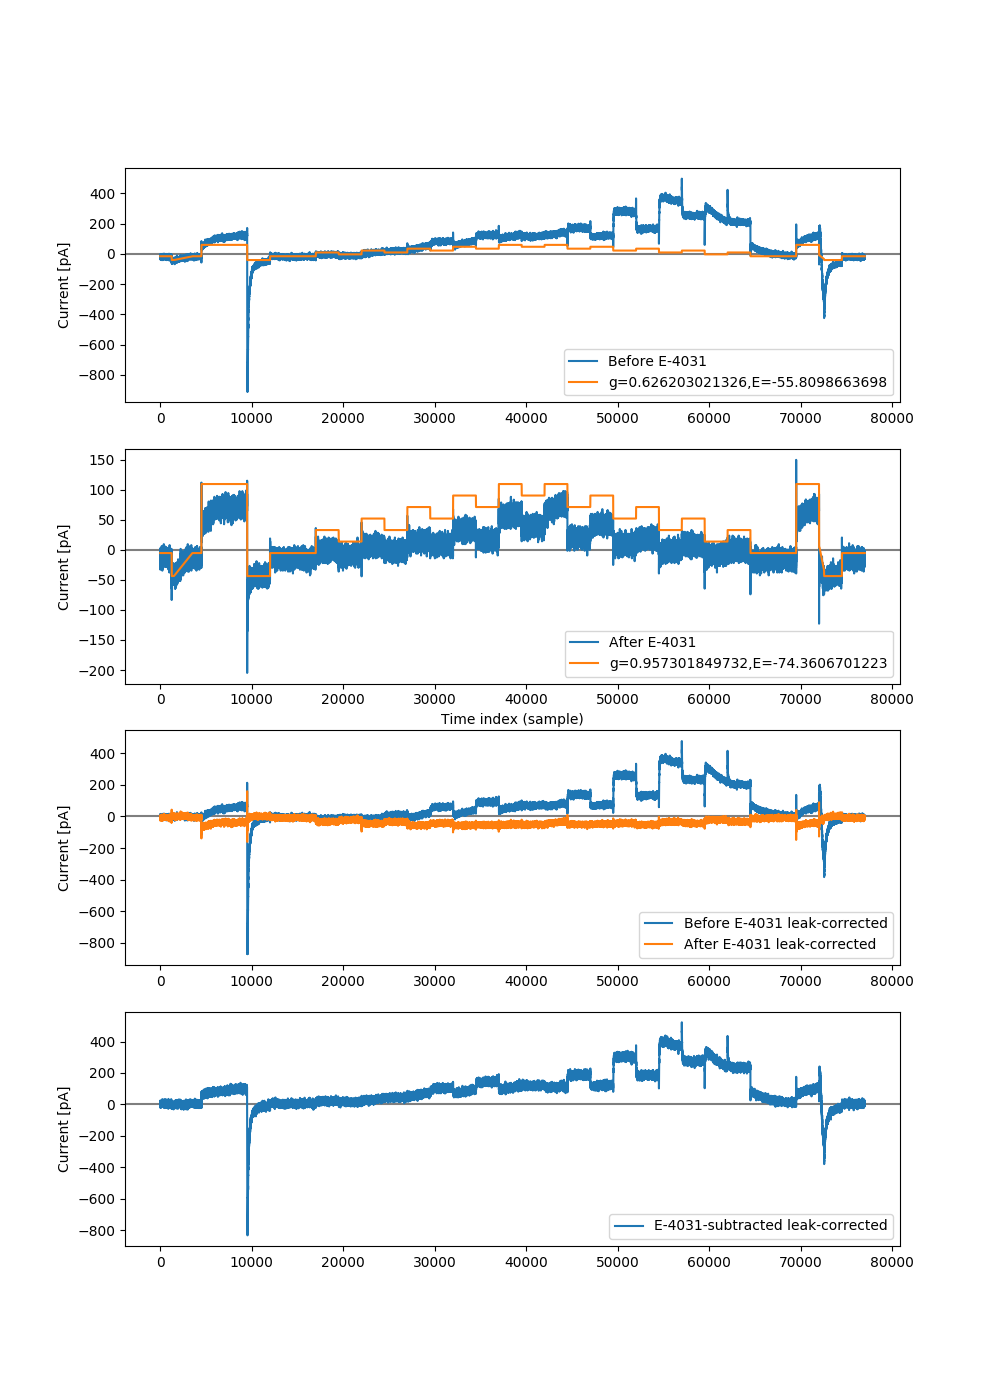 400
200
0
−200
−400
−600
−800
Current [pA]
Before E-4031
g=0.626203021326,E=-55.8098663698
0 10000 20000 30000 40000 50000 60000 70000 80000
150
100
50
0
−50
−100
−150
−200
Current [pA]
After E-4031
g=0.957301849732,E=-74.3606701223
0 10000 20000 30000 40000 50000 60000 70000 80000
Time index (sample)
400
200
0
−200
−400
−600
−800
Current [pA]
Before E-4031 leak-corrected
After E-4031 leak-corrected
0 10000 20000 30000 40000 50000 60000 70000 80000
400
200
0
−200
−400
−600
−800
Current [pA]
E-4031-subtracted leak-corrected
0 10000 20000 30000 40000 50000 60000 70000 80000